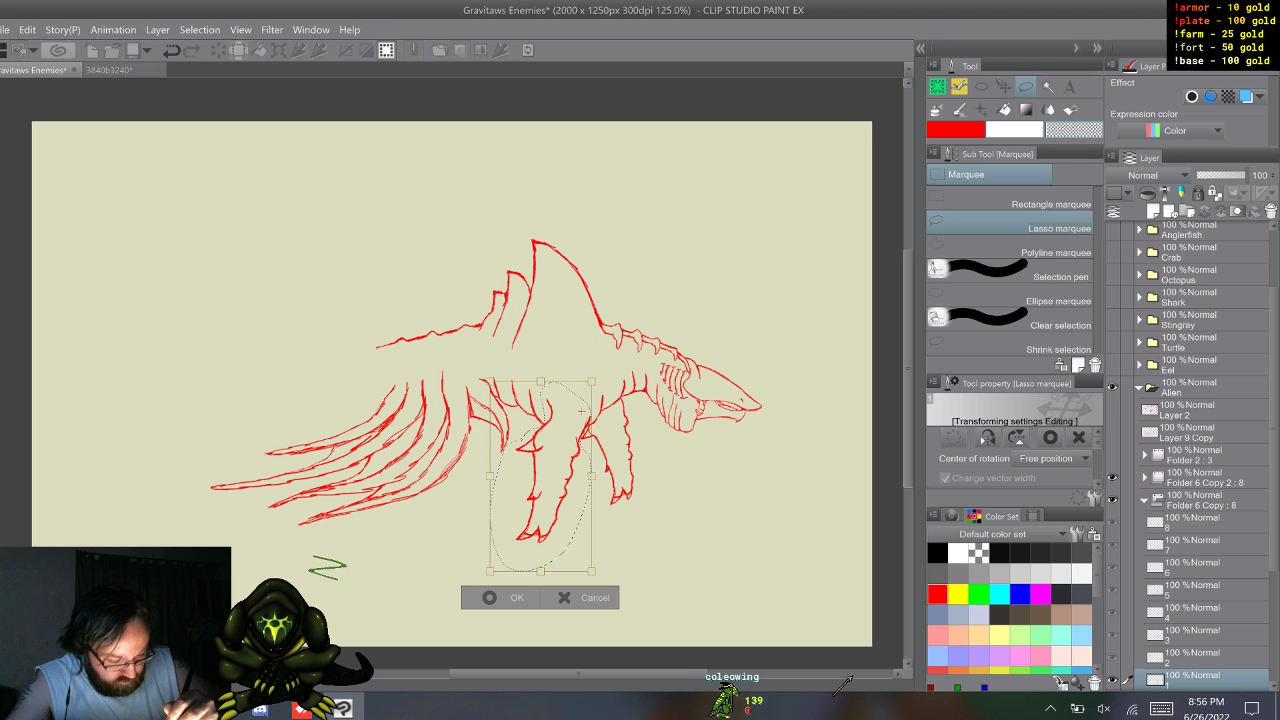 Gravitaws Enemies* (2000 x 1250px 300dpi 125.0%) - CLIP STUDIO PAINT EX
!armor - 10 gold
!plate - 100 gold
!farm - 25 gold
!fort - 50 gold
!base - 100 gold
ile Edit Story(P) Animation Layer Selection View Filter Window Help
ravitaws Enemies* 3840b3240*
Tool
Layer P
Effect
Expression color
Color
Sub Tool [Marquee]
Marquee
Rectangle marquee
Lasso marquee
Polyline marquee
Selection pen
Ellipse marquee
Clear selection
Shrink selection
Tool property [Lasso marquee]
[Transforming settings Editing ]
Center of rotation Free position
Change vector width
Color Set
Default color set
Layer
Normal 100
100 %Normal
Anglerfish
100 %Normal
Crab
100 %Normal
Octopus
100 %Normal
Shark
100 %Normal
Stingray
100 %Normal
Turtle
100 %Normal
Eel
100 %Normal
Alien
100 %Normal
Layer 2
100 %Normal
Layer 9 Copy
100 %Normal
Folder 2 : 3
100 %Normal
Folder 6 Copy 2 : 8
100 %Normal
Folder 6 Copy : 8
100 %Normal
8
100 %Normal
7
100 %Normal
6
100 %Normal
5
100 %Normal
4
100 %Normal
3
100 %Normal
2
100 %Normal
1
OK Cancel
coleowing
139
8:56 PM
6/26/2022